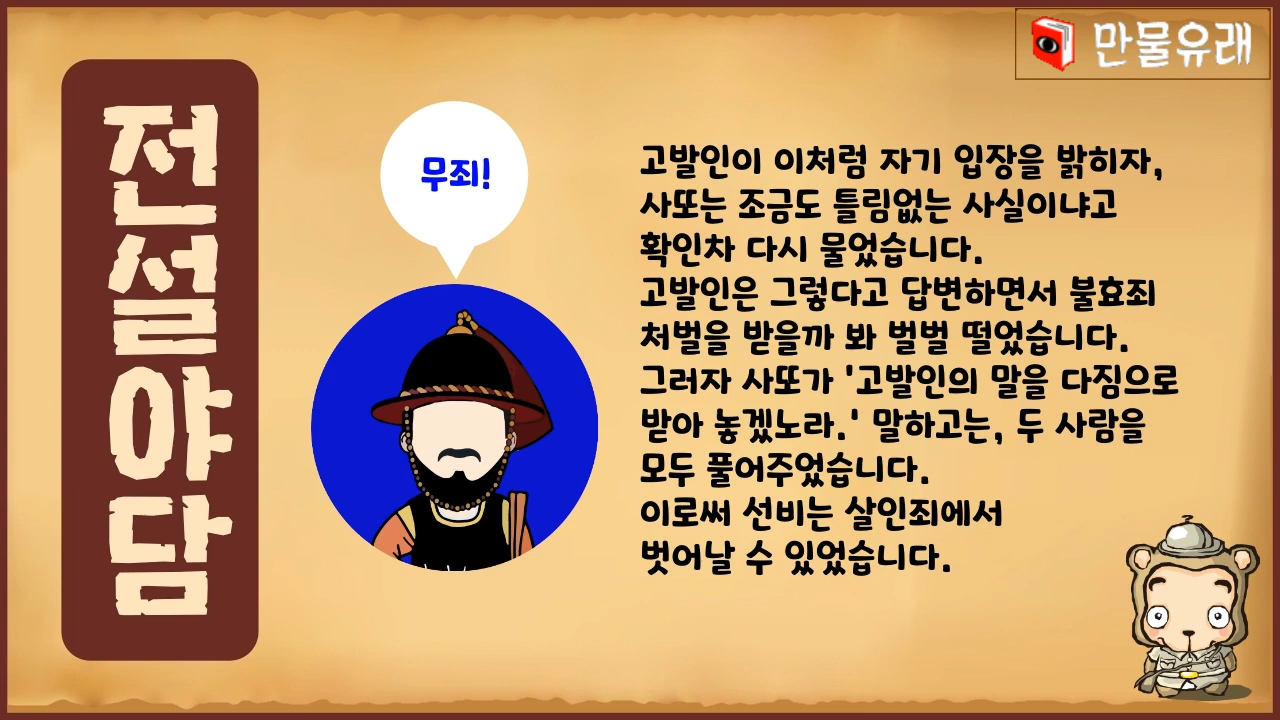 만물유래
전설야담
무죄!
고발인이 이처럼 자기 입장을 밝히자,
사또는 조금도 틀림없는 사실이냐고
확인차 다시 물었습니다.
고발인은 그렇다고 답변하면서 불효죄
처벌을 받을까 봐 벌벌 떨었습니다.
그러자 사또가 '고발인의 말을 다짐으로
받아 놓겠노라.' 말하고는, 두 사람을
모두 풀어주었습니다.
이로써 선비는 살인죄에서
벗어날 수 있었습니다.